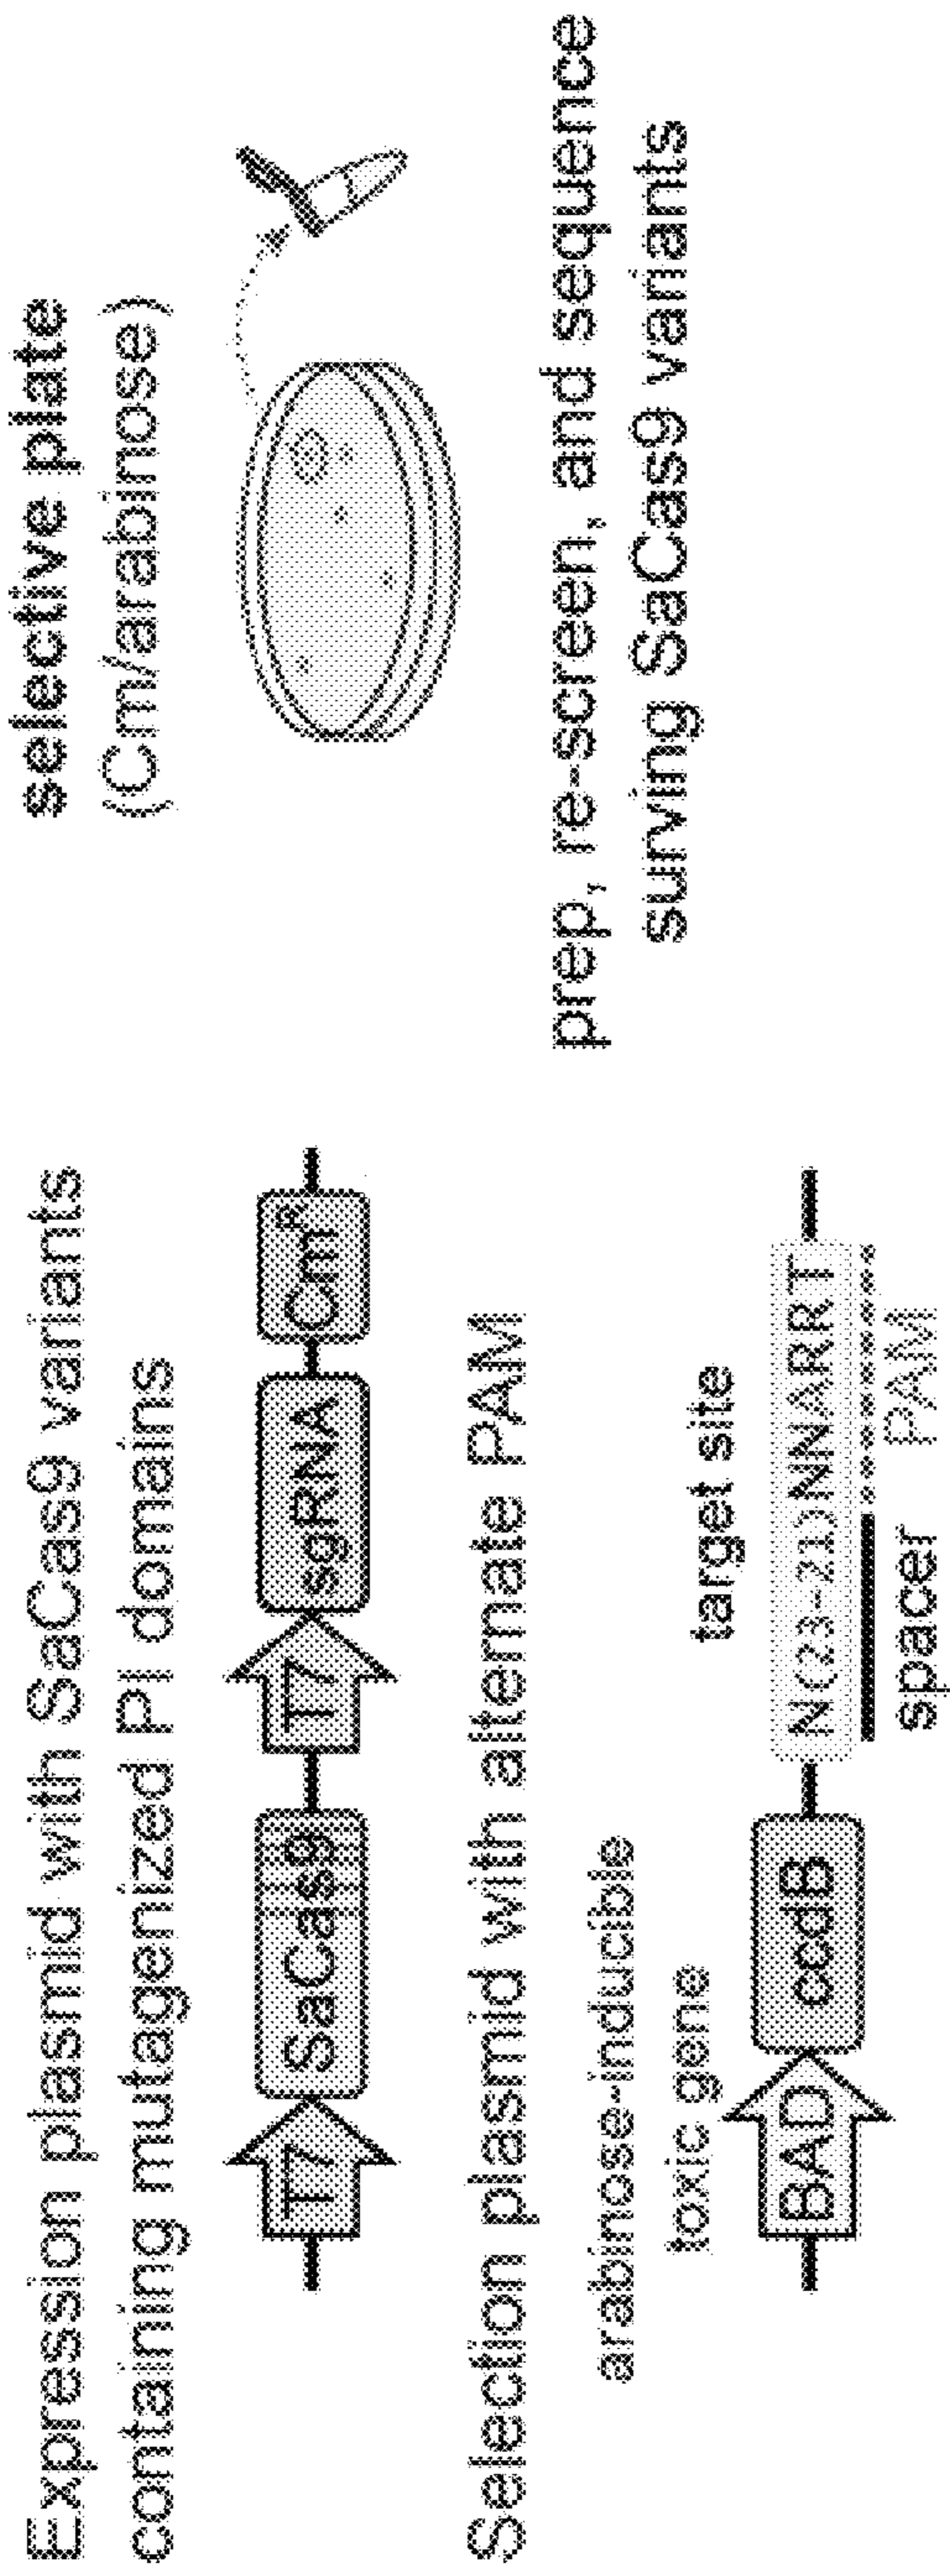 Expression plasmid with SaCas9 variants
containing mutagenized PI domains
T7 SaCas9 T7 sgRNA CmR
Selection plasmid with alternate PAM
arabinose-inducible
toxic gene
target site
BAD ccdB N(23-21)NNARRT
spacer PAM
selective plate
(Cm/arabinose)
prep, re-screen, and sequence
surving SaCas9 variants